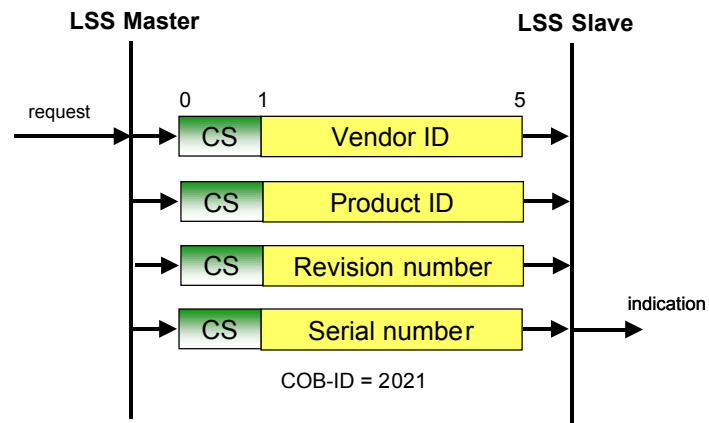 LSS Master
LSS Slave
request
0 1 5
CS Vendor ID
CS Product ID
CS Revision number
CS Serial number
indication
COB-ID = 2021